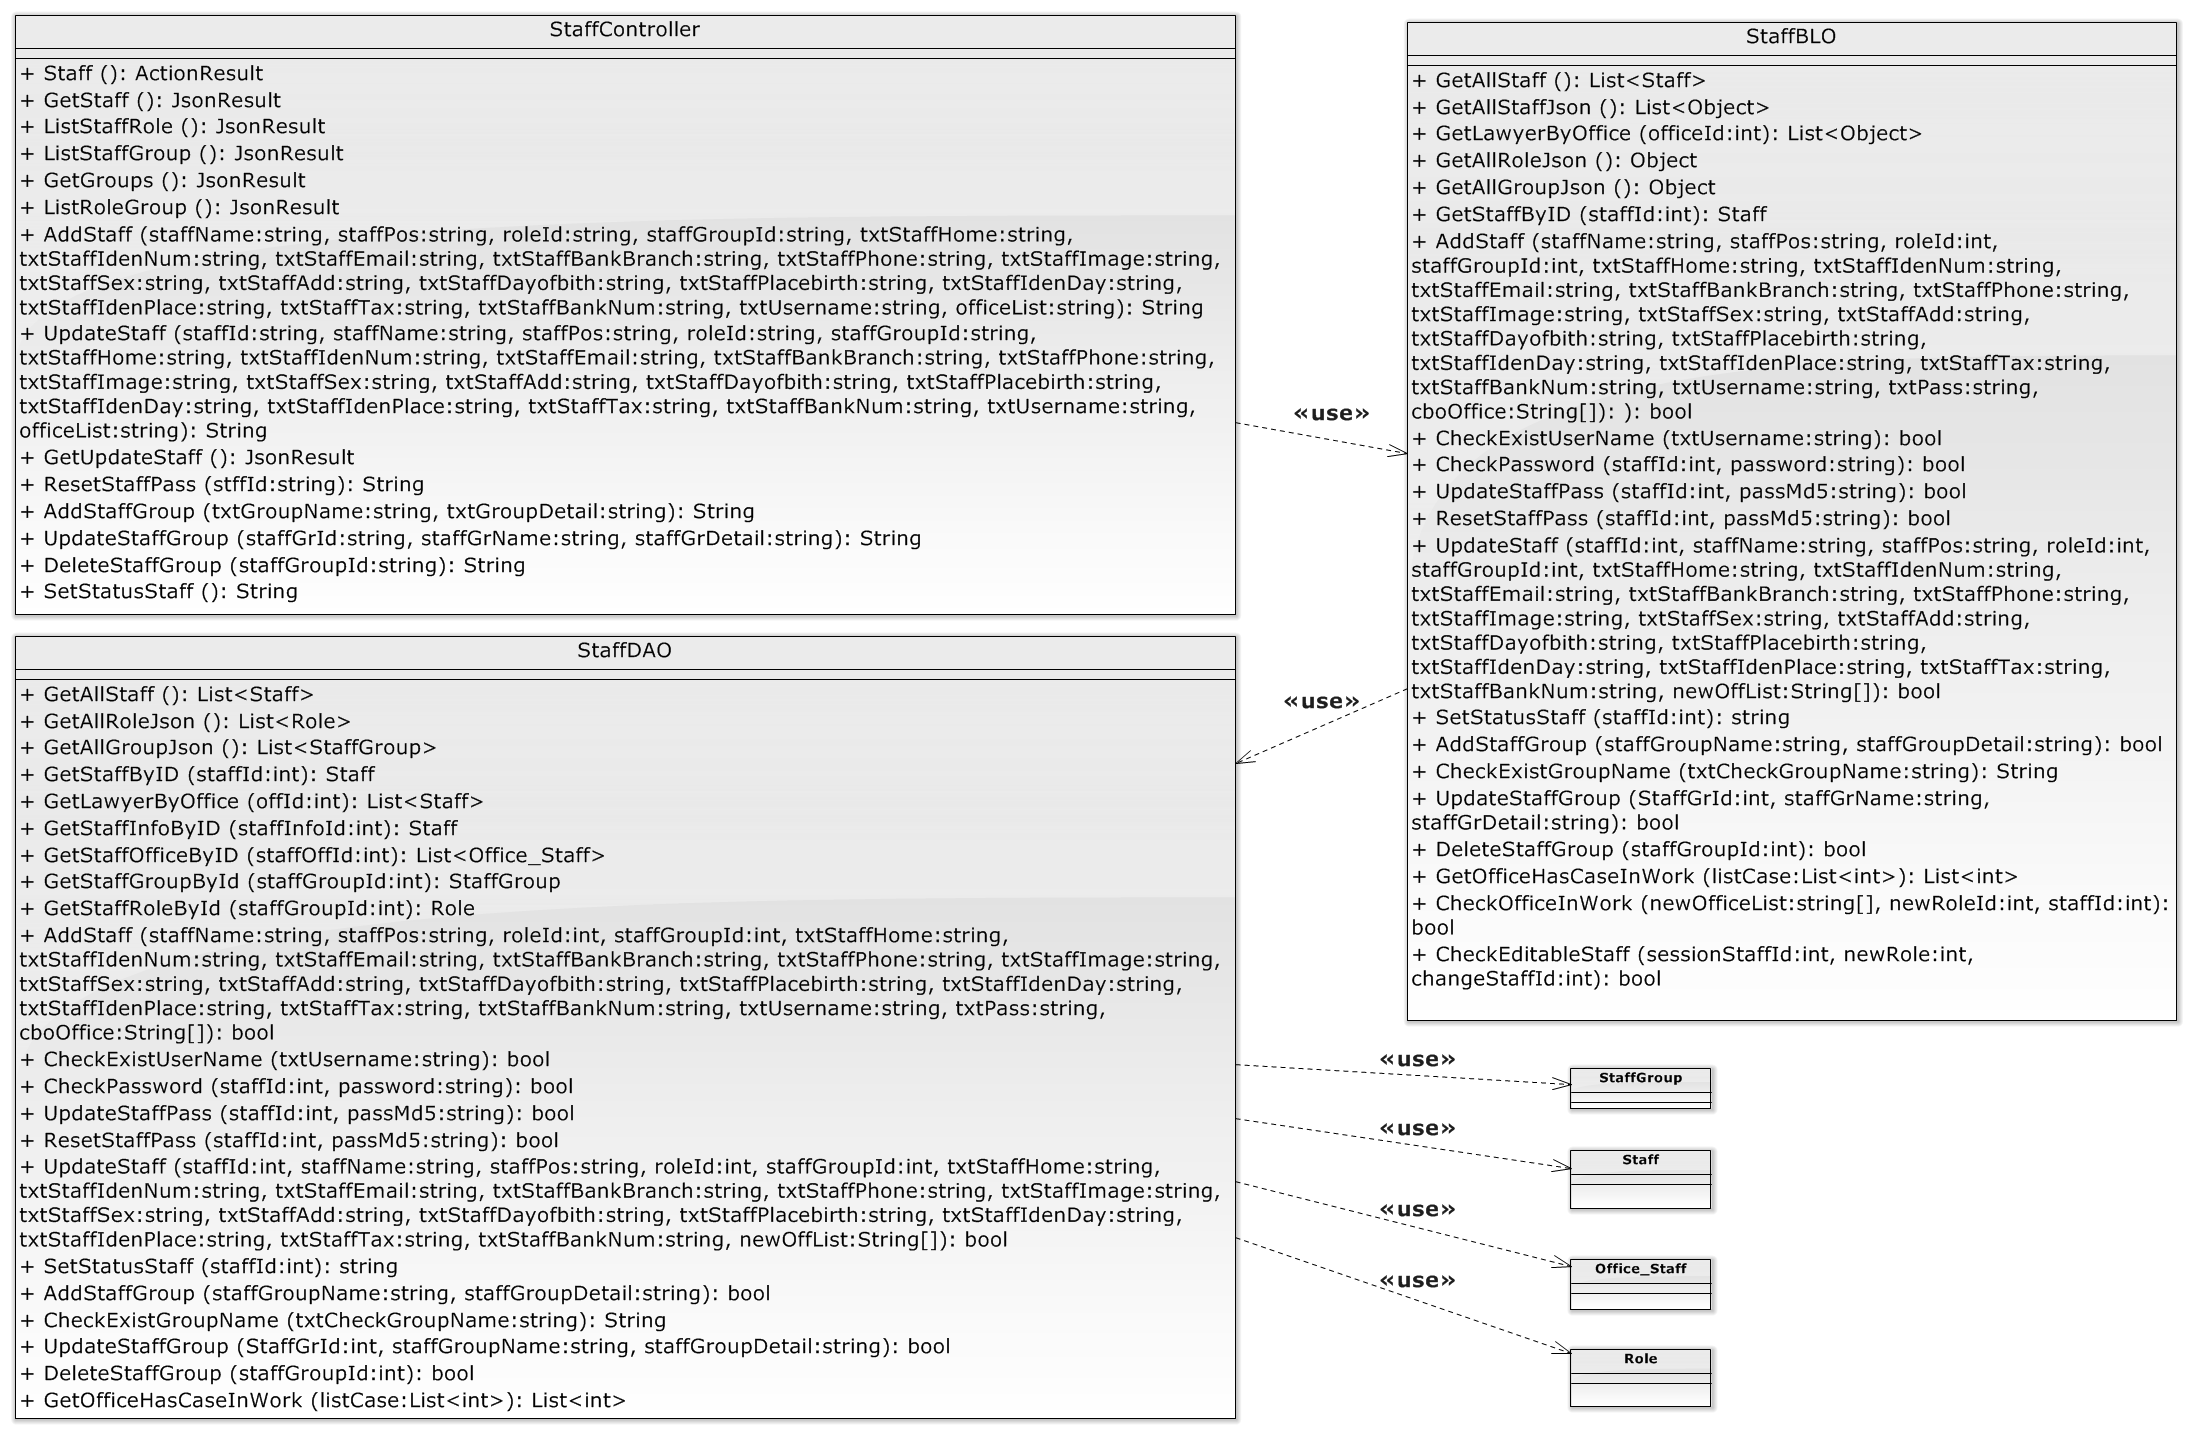 StaffController
+ Staff (): ActionResult
+ GetStaff (): JsonResult
+ ListStaffRole (): JsonResult
+ ListStaffGroup (): JsonResult
+ GetGroups (): JsonResult
+ ListRoleGroup (): JsonResult
+ AddStaff (staffName:string, staffPos:string, roleId:string, staffGroupId:string, txtStaffHome:string,
txtStaffIdenNum:string, txtStaffEmail:string, txtStaffBankBranch:string, txtStaffPhone:string, txtStaffImage:string,
txtStaffSex:string, txtStaffAdd:string, txtStaffDayofbith:string, txtStaffPlacebirth:string, txtStaffIdenDay:string,
txtStaffIdenPlace:string, txtStaffTax:string, txtStaffBankNum:string, txtUsername:string, officeList:string): String
+ UpdateStaff (staffId:string, staffName:string, staffPos:string, roleId:string, staffGroupId:string,
txtStaffHome:string, txtStaffIdenNum:string, txtStaffEmail:string, txtStaffBankBranch:string, txtStaffPhone:string,
txtStaffImage:string, txtStaffSex:string, txtStaffAdd:string, txtStaffDayofbith:string, txtStaffPlacebirth:string,
txtStaffIdenDay:string, txtStaffIdenPlace:string, txtStaffTax:string, txtStaffBankNum:string, txtUsername:string,
officeList:string): String
+ GetUpdateStaff (): JsonResult
+ ResetStaffPass (stffId:string): String
+ AddStaffGroup (txtGroupName:string, txtGroupDetail:string): String
+ UpdateStaffGroup (staffGrId:string, staffGrName:string, staffGrDetail:string): String
+ DeleteStaffGroup (staffGroupId:string): String
+ SetStatusStaff (): String
«use»
StaffBLO
+ GetAllStaff (): List<Staff>
+ GetAllStaffJson (): List<Object>
+ GetLawyerByOffice (officeId:int): List<Object>
+ GetAllRoleJson (): Object
+ GetAllGroupJson (): Object
+ GetStaffByID (staffId:int): Staff
+ AddStaff (staffName:string, staffPos:string, roleId:int,
staffGroupId:int, txtStaffHome:string, txtStaffIdenNum:string,
txtStaffEmail:string, txtStaffBankBranch:string, txtStaffPhone:string,
txtStaffImage:string, txtStaffSex:string, txtStaffAdd:string,
txtStaffDayofbith:string, txtStaffPlacebirth:string,
txtStaffIdenDay:string, txtStaffIdenPlace:string, txtStaffTax:string,
txtStaffBankNum:string, txtUsername:string, txtPass:string,
cboOffice:String[]): ): bool
+ CheckExistUserName (txtUsername:string): bool
+ CheckPassword (staffId:int, password:string): bool
+ UpdateStaffPass (staffId:int, passMd5:string): bool
+ ResetStaffPass (staffId:int, passMd5:string): bool
+ UpdateStaff (staffId:int, staffName:string, staffPos:string, roleId:int,
staffGroupId:int, txtStaffHome:string, txtStaffIdenNum:string,
txtStaffEmail:string, txtStaffBankBranch:string, txtStaffPhone:string,
txtStaffImage:string, txtStaffSex:string, txtStaffAdd:string,
txtStaffDayofbith:string, txtStaffPlacebirth:string,
txtStaffIdenDay:string, txtStaffIdenPlace:string, txtStaffTax:string,
txtStaffBankNum:string, newOffList:String[]): bool
+ SetStatusStaff (staffId:int): string
+ AddStaffGroup (staffGroupName:string, staffGroupDetail:string): bool
+ CheckExistGroupName (txtCheckGroupName:string): String
+ UpdateStaffGroup (StaffGrId:int, staffGrName:string,
staffGrDetail:string): bool
+ DeleteStaffGroup (staffGroupId:int): bool
+ GetOfficeHasCaseInWork (listCase:List<int>): List<int>
+ CheckOfficeInWork (newOfficeList:string[], newRoleId:int, staffId:int):
bool
+ CheckEditableStaff (sessionStaffId:int, newRole:int,
changeStaffId:int): bool
«use»
StaffDAO
+ GetAllStaff (): List<Staff>
+ GetAllRoleJson (): List<Role>
+ GetAllGroupJson (): List<StaffGroup>
+ GetStaffByID (staffId:int): Staff
+ GetLawyerByOffice (offId:int): List<Staff>
+ GetStaffInfoByID (staffInfoId:int): Staff
+ GetStaffOfficeByID (staffOffId:int): List<Office_Staff>
+ GetStaffGroupById (staffGroupId:int): StaffGroup
+ GetStaffRoleById (staffGroupId:int): Role
+ AddStaff (staffName:string, staffPos:string, roleId:int, staffGroupId:int, txtStaffHome:string,
txtStaffIdenNum:string, txtStaffEmail:string, txtStaffBankBranch:string, txtStaffPhone:string, txtStaffImage:string,
txtStaffSex:string, txtStaffAdd:string, txtStaffDayofbith:string, txtStaffPlacebirth:string, txtStaffIdenDay:string,
txtStaffIdenPlace:string, txtStaffTax:string, txtStaffBankNum:string, txtUsername:string, txtPass:string,
cboOffice:String[]): bool
+ CheckExistUserName (txtUsername:string): bool
+ CheckPassword (staffId:int, password:string): bool
+ UpdateStaffPass (staffId:int, passMd5:string): bool
+ ResetStaffPass (staffId:int, passMd5:string): bool
+ UpdateStaff (staffId:int, staffName:string, staffPos:string, roleId:int, staffGroupId:int, txtStaffHome:string,
txtStaffIdenNum:string, txtStaffEmail:string, txtStaffBankBranch:string, txtStaffPhone:string, txtStaffImage:string,
txtStaffSex:string, txtStaffAdd:string, txtStaffDayofbith:string, txtStaffPlacebirth:string, txtStaffIdenDay:string,
txtStaffIdenPlace:string, txtStaffTax:string, txtStaffBankNum:string, newOffList:String[]): bool
+ SetStatusStaff (staffId:int): string
+ AddStaffGroup (staffGroupName:string, staffGroupDetail:string): bool
+ CheckExistGroupName (txtCheckGroupName:string): String
+ UpdateStaffGroup (StaffGrId:int, staffGroupName:string, staffGroupDetail:string): bool
+ DeleteStaffGroup (staffGroupId:int): bool
+ GetOfficeHasCaseInWork (listCase:List<int>): List<int>
«use»
StaffGroup
«use»
Staff
«use»
Office_Staff
«use»
Role